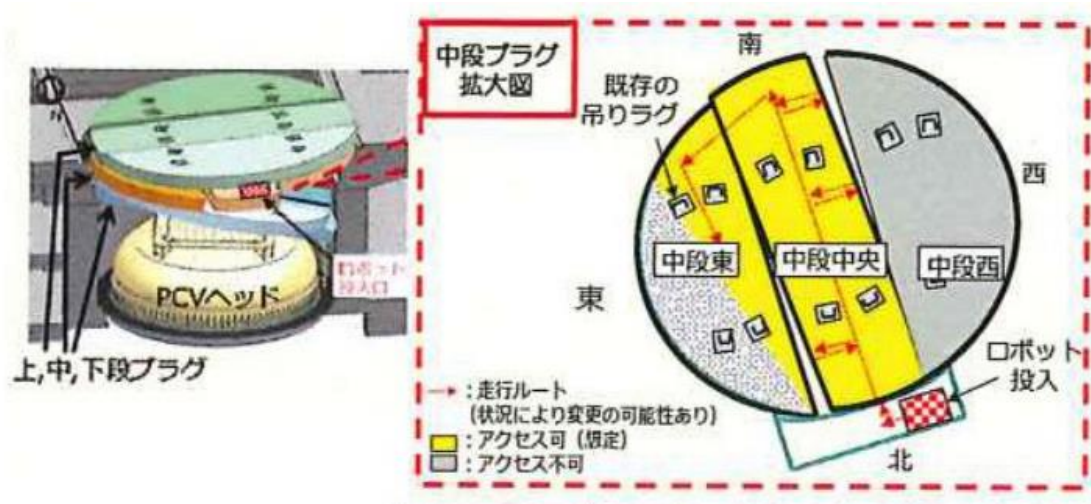 中段プラグ
拡大図
南
既存の
吊りラグ
西
中段東
中段中央
中段西
東
ロボット
投入口
PCVヘッド
上,中,下段プラグ
ロボット
投入
→:走行ルート
(状況により変更の可能性あり)
:アクセス可(想定)
:アクセス不可
北